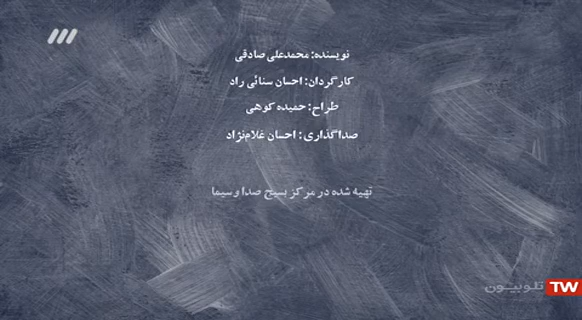 نویسنده: محمدعلی صادقی
کارگردان: احسان سنائی راد
طراح: حمیده کوهی
صداگذاری: احسان غلام‌نژاد
تهیه شده در مرکز بسیج صدا و سیما
تلوبیـون TW